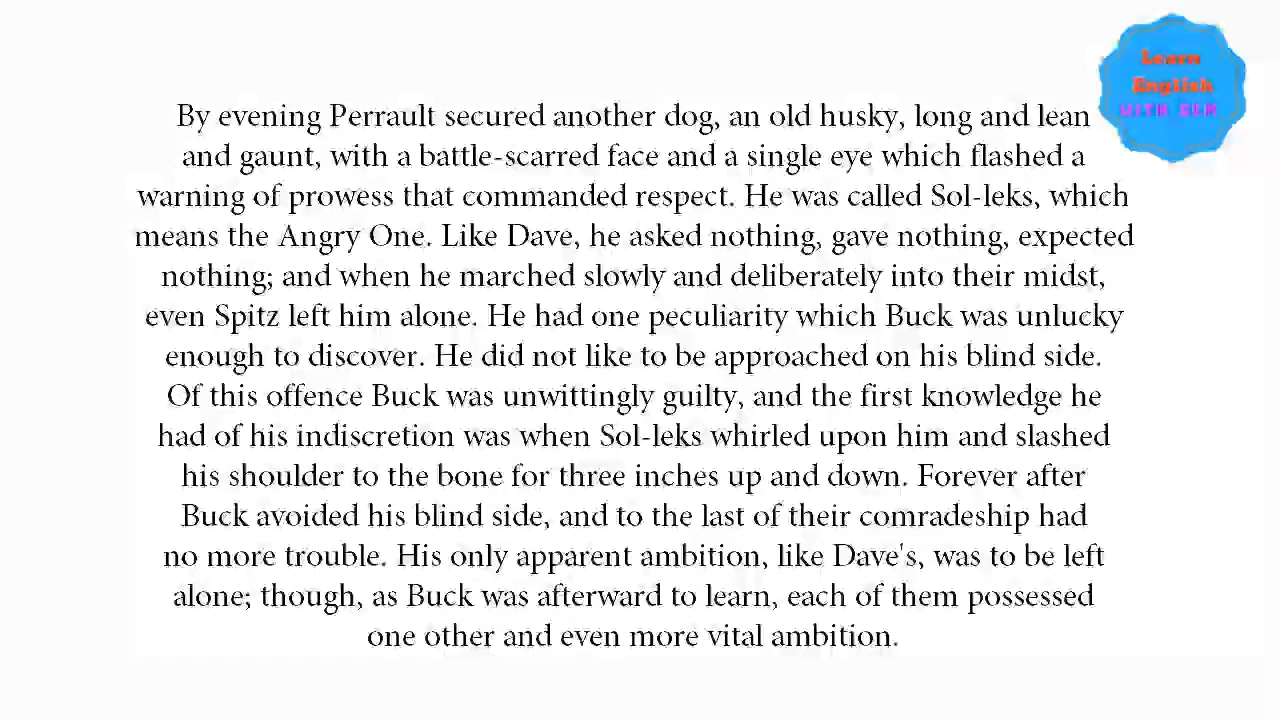 Learn
English
WITH GEM
By evening Perrault secured another dog, an old husky, long and lean
and gaunt, with a battle-scarred face and a single eye which flashed a
warning of prowess that commanded respect. He was called Sol-leks, which
means the Angry One. Like Dave, he asked nothing, gave nothing, expected
nothing; and when he marched slowly and deliberately into their midst,
even Spitz left him alone. He had one peculiarity which Buck was unlucky
enough to discover. He did not like to be approached on his blind side.
Of this offence Buck was unwittingly guilty, and the first knowledge he
had of his indiscretion was when Sol-leks whirled upon him and slashed
his shoulder to the bone for three inches up and down. Forever after
Buck avoided his blind side, and to the last of their comradeship had
no more trouble. His only apparent ambition, like Dave's, was to be left
alone; though, as Buck was afterward to learn, each of them possessed
one other and even more vital ambition.